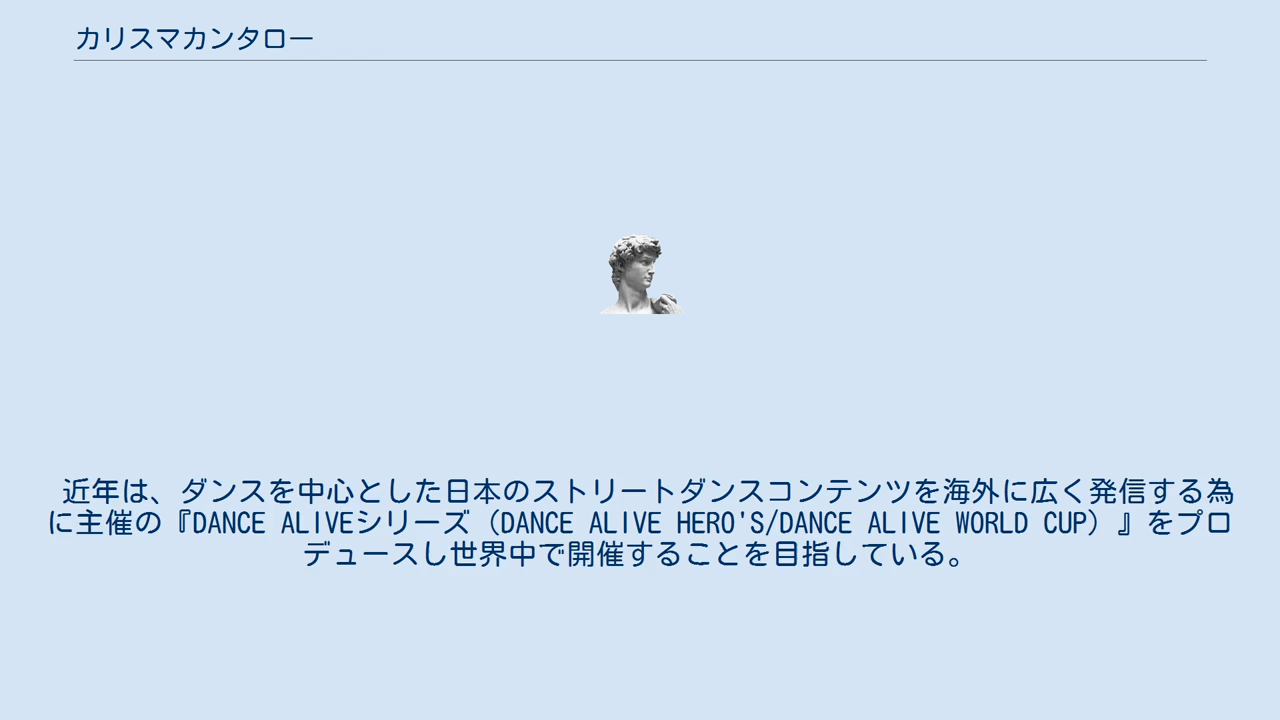 カリスマカンタロー
近年は、ダンスを中心とした日本のストリートダンスコンテンツを海外に広く発信する為
に主催の『DANCE ALIVEシリーズ（DANCE ALIVE HERO'S/DANCE ALIVE WORLD CUP）』をプロ
デュースし世界中で開催することを目指している。